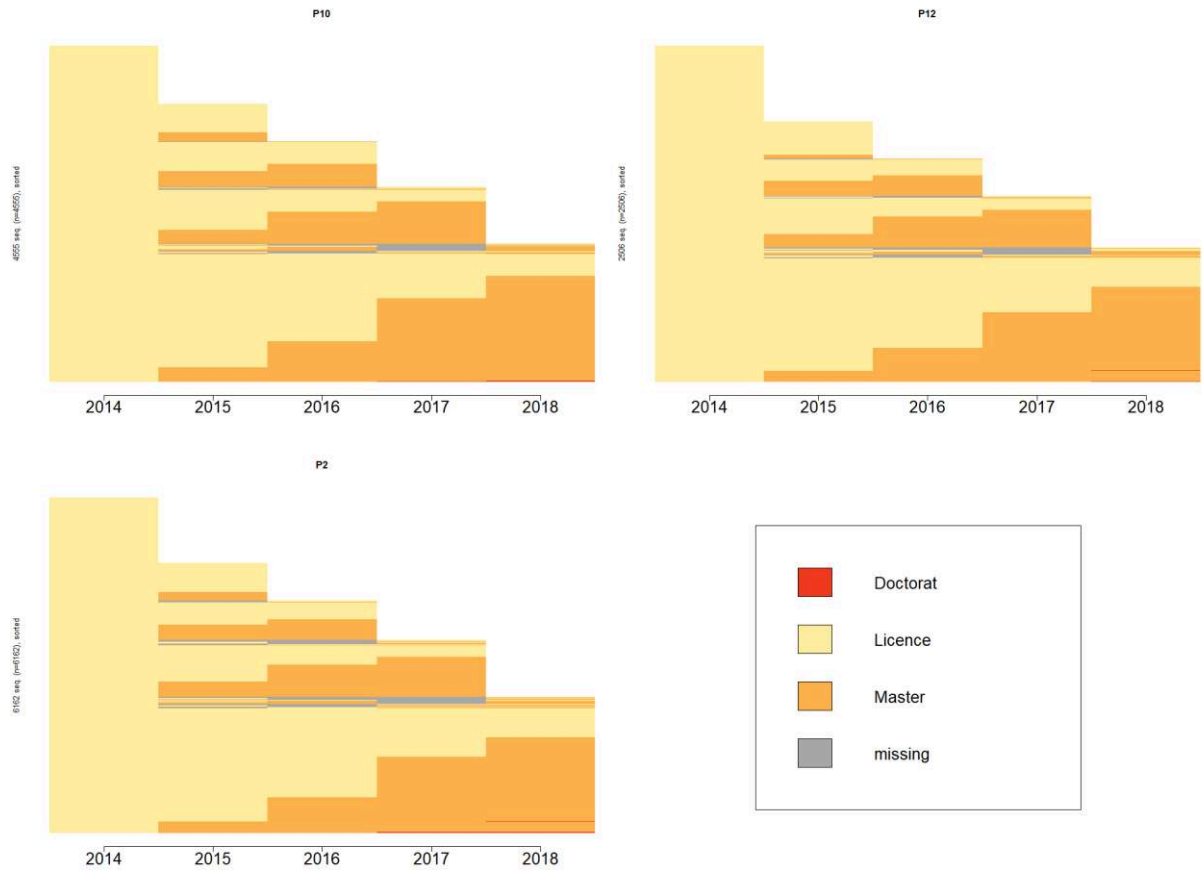 P10
4555 seq. (n=4555), sorted
2014 2015 2016 2017 2018
P12
2506 seq. (n=2506), sorted
2014 2015 2016 2017 2018
P2
6162 seq. (n=6162), sorted
2014 2015 2016 2017 2018
Doctorat
Licence
Master
missing